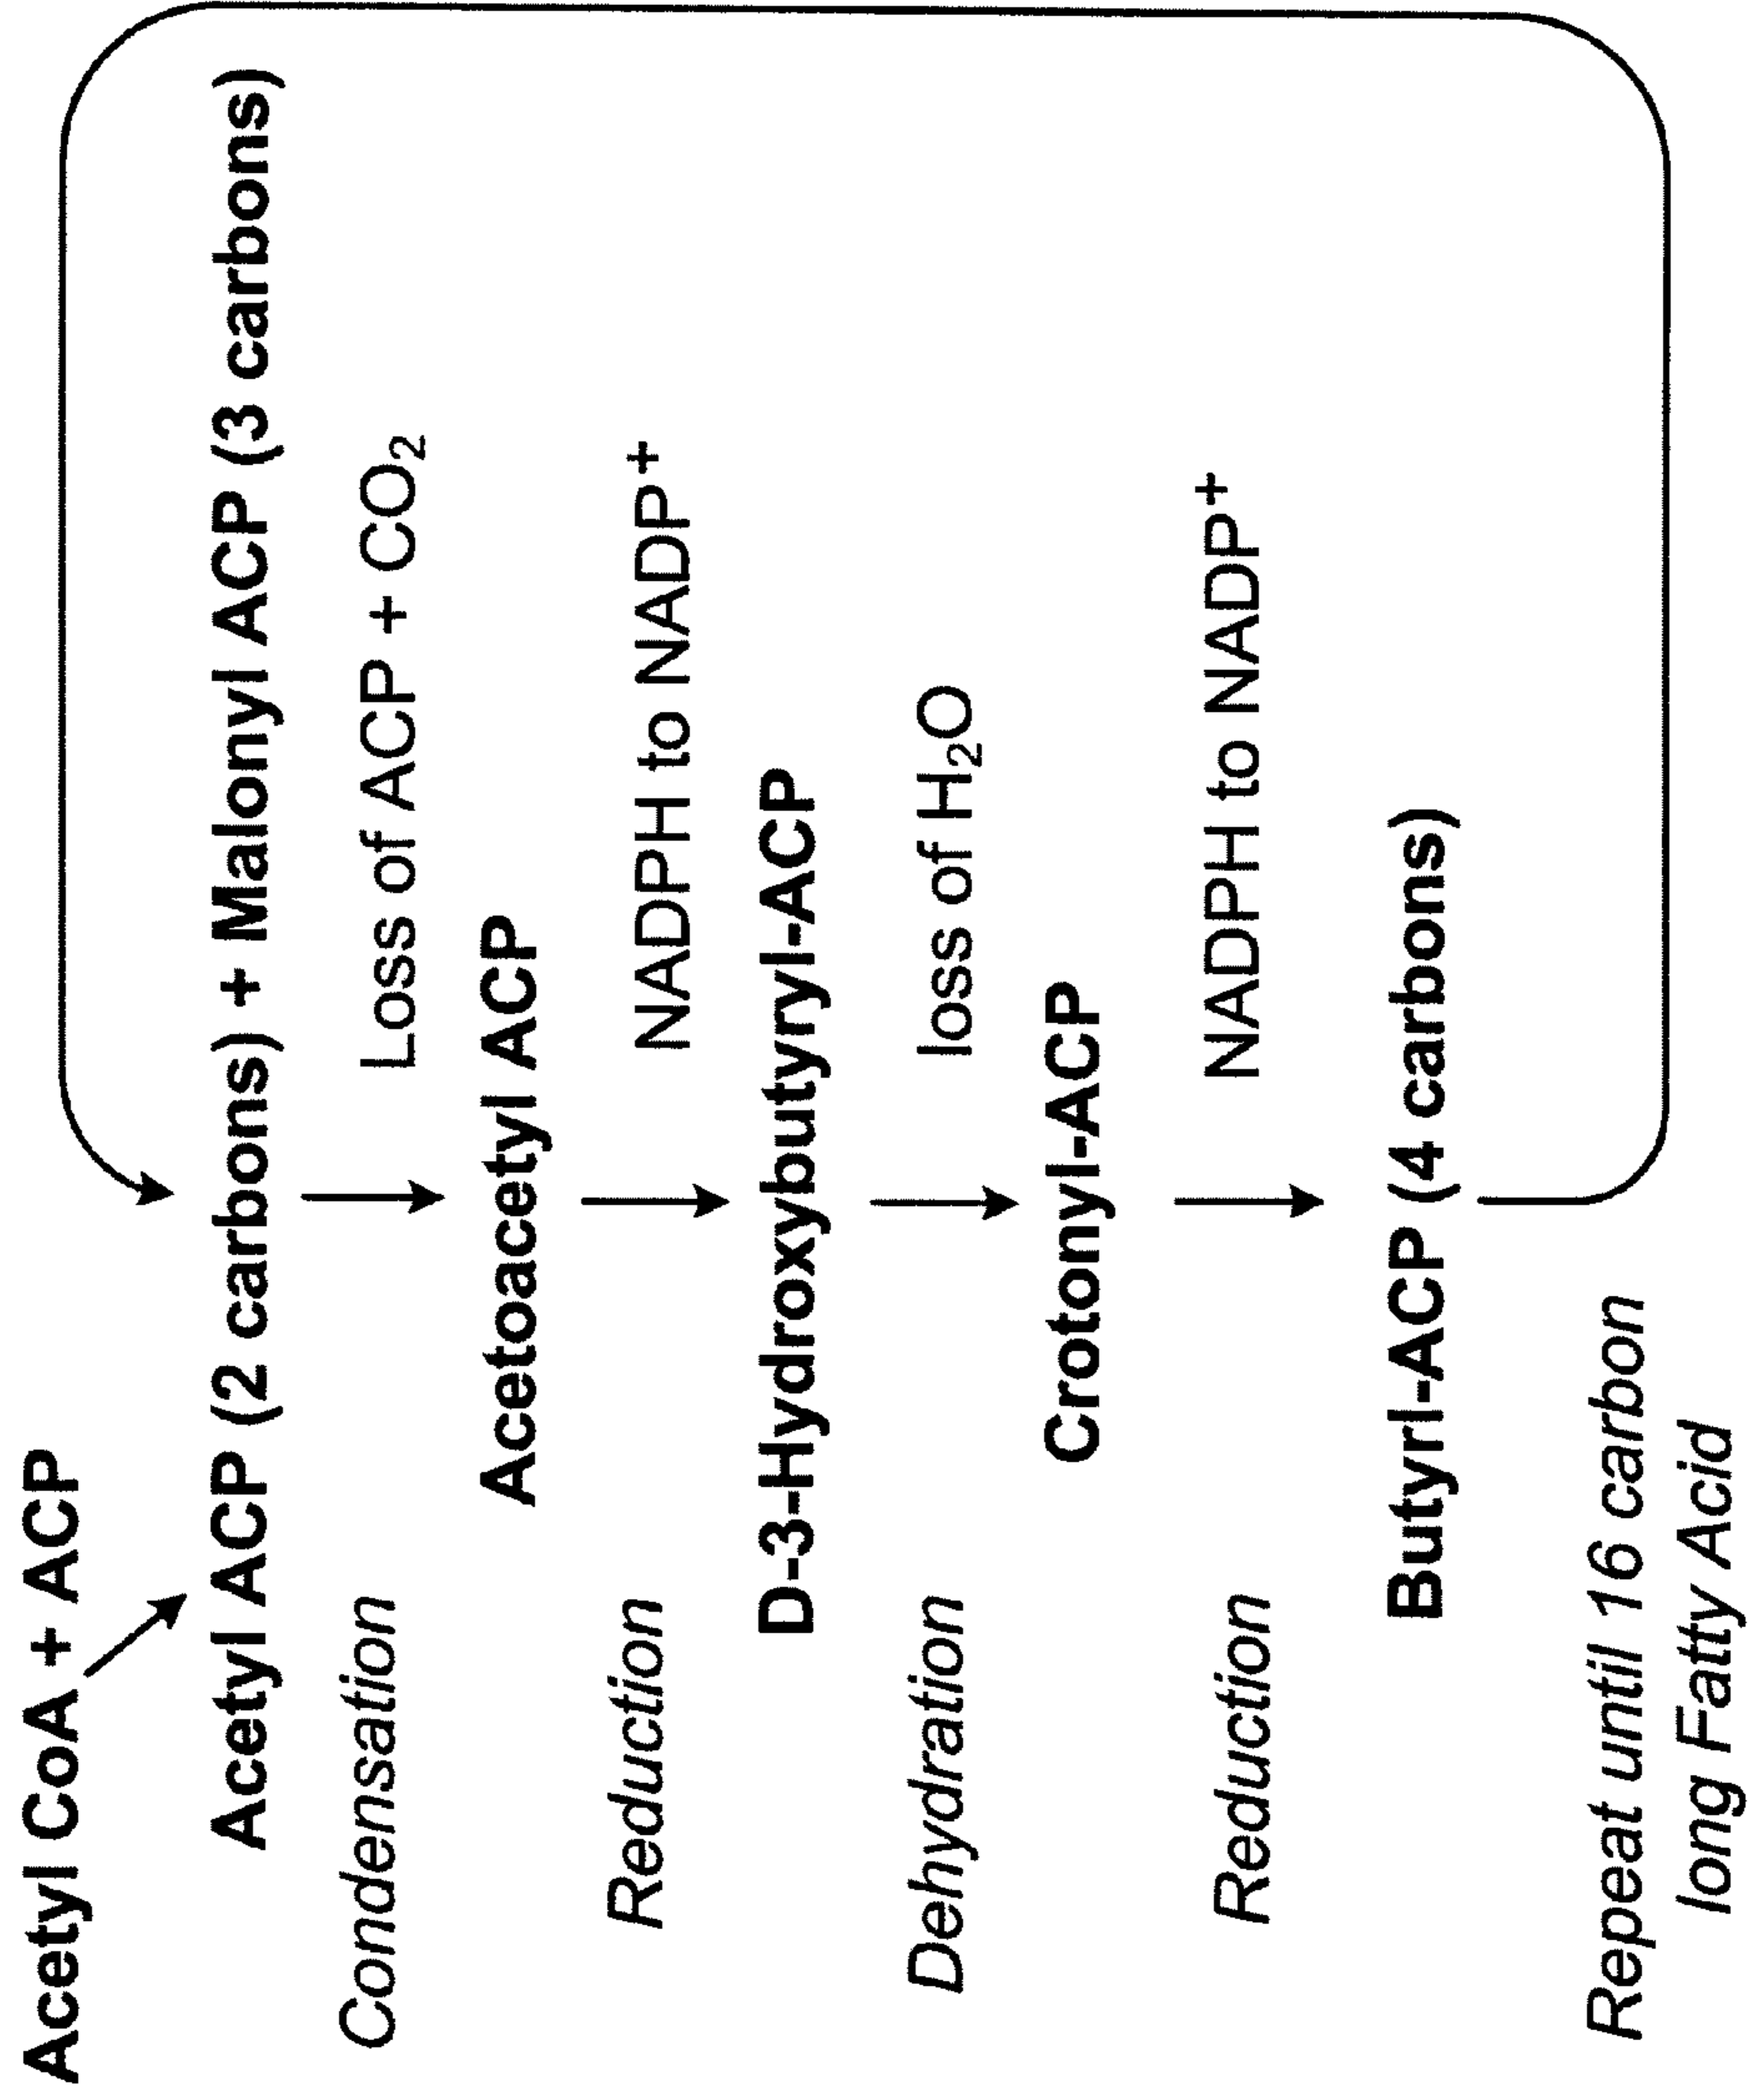 Acetyl CoA + ACP
Acetyl ACP (2 carbons) + Malonyl ACP (3 carbons)
Condensation
Loss of ACP + CO₂
Acetoacetyl ACP
Reduction
NADPH to NADP⁺
D-3-Hydroxybutyryl-ACP
Dehydration
loss of H₂O
Crotonyl-ACP
Reduction
NADPH to NADP⁺
Butyrl-ACP (4 carbons)
Repeat until 16 carbon
long Fatty Acid